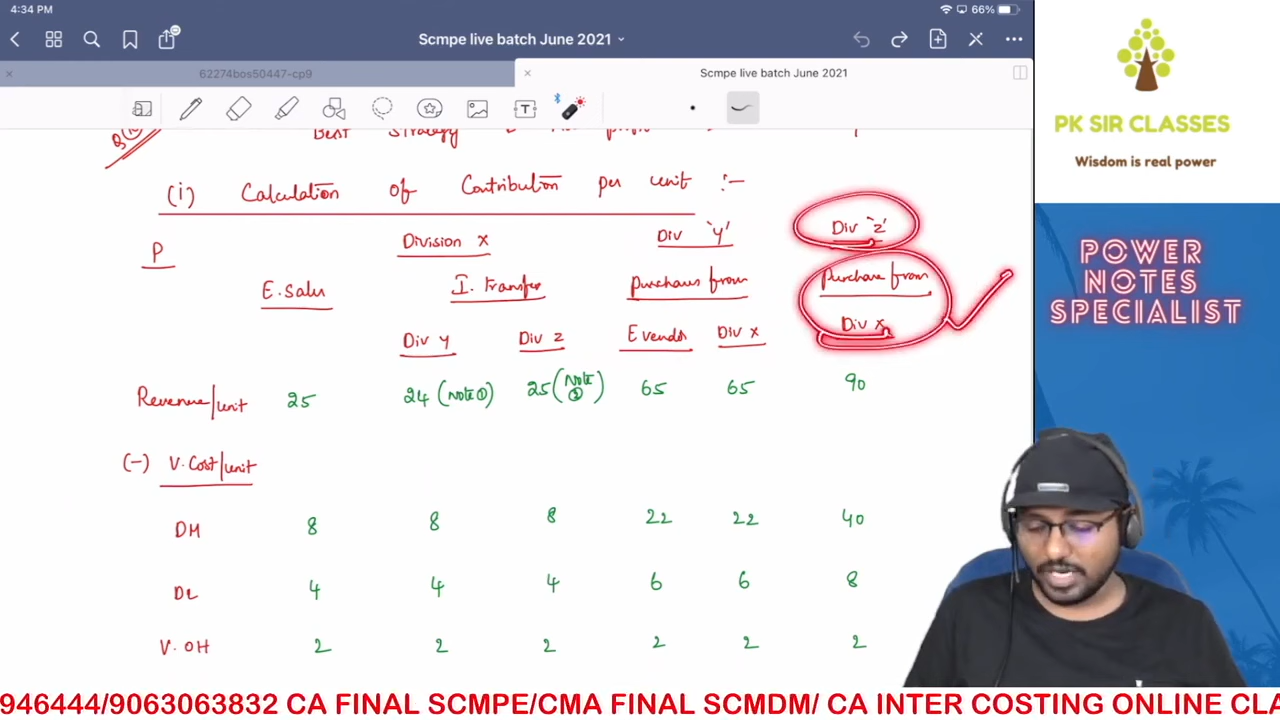 4:34 PM
66%
Scmpe live batch June 2021
62274bos50447-cp9
Scmpe live batch June 2021
PK SIR CLASSES
Wisdom is real power
POWER
NOTES
SPECIALIST
Best Strategy
(i) Calculation of Contribution per unit :-
P Division X Div 'Y' Div 'Z'
E.Sales I. Transfer purchases from purchase from
Div Y Div Z E vendor Div X Div X
Revenue/unit 25 24 (Note ①) 25 (Note ②) 65 65 90
(-) V.Cost/unit
DM 8 8 8 22 22 40
DL 4 4 4 6 6 8
V.OH 2 2 2 2 2 2
946444/9063063832 CA FINAL SCMPE/CMA FINAL SCMDM/ CA INTER COSTING ONLINE CLA